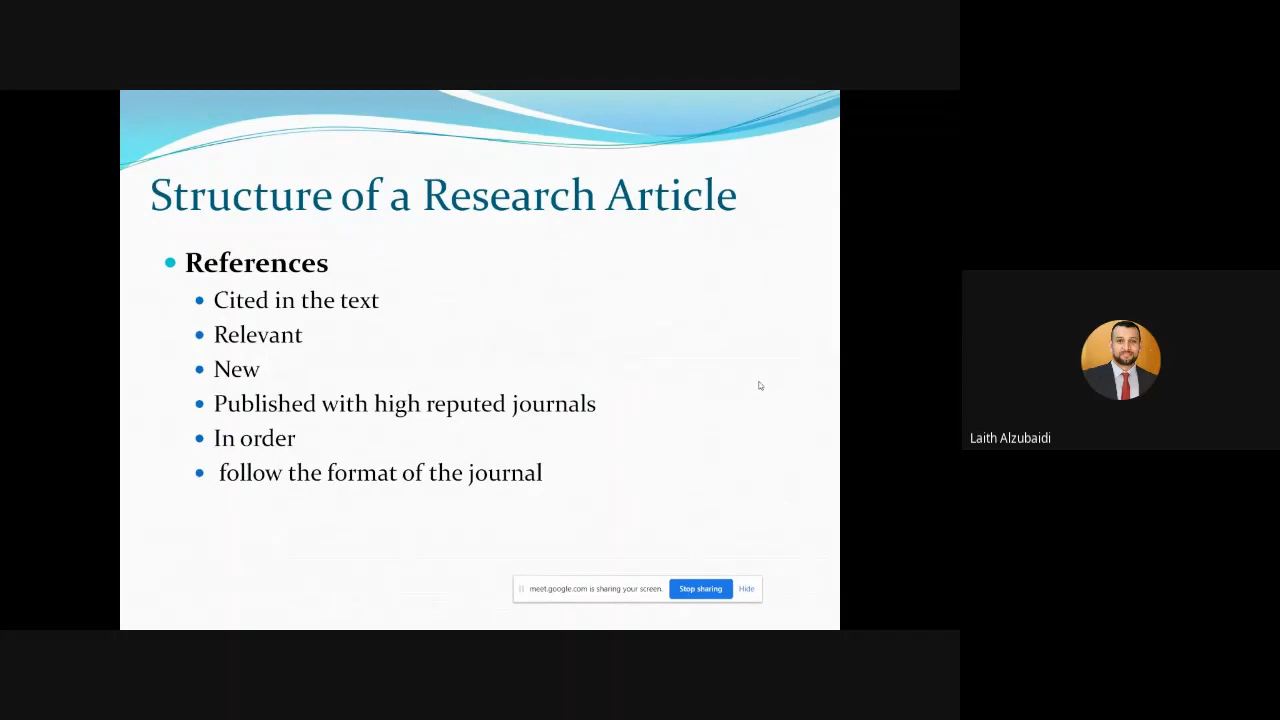 Structure of a Research Article
References
Cited in the text
Relevant
New
Published with high reputed journals
In order
follow the format of the journal
meet.google.com is sharing your screen. Stop sharing Hide
Laith Alzubaidi